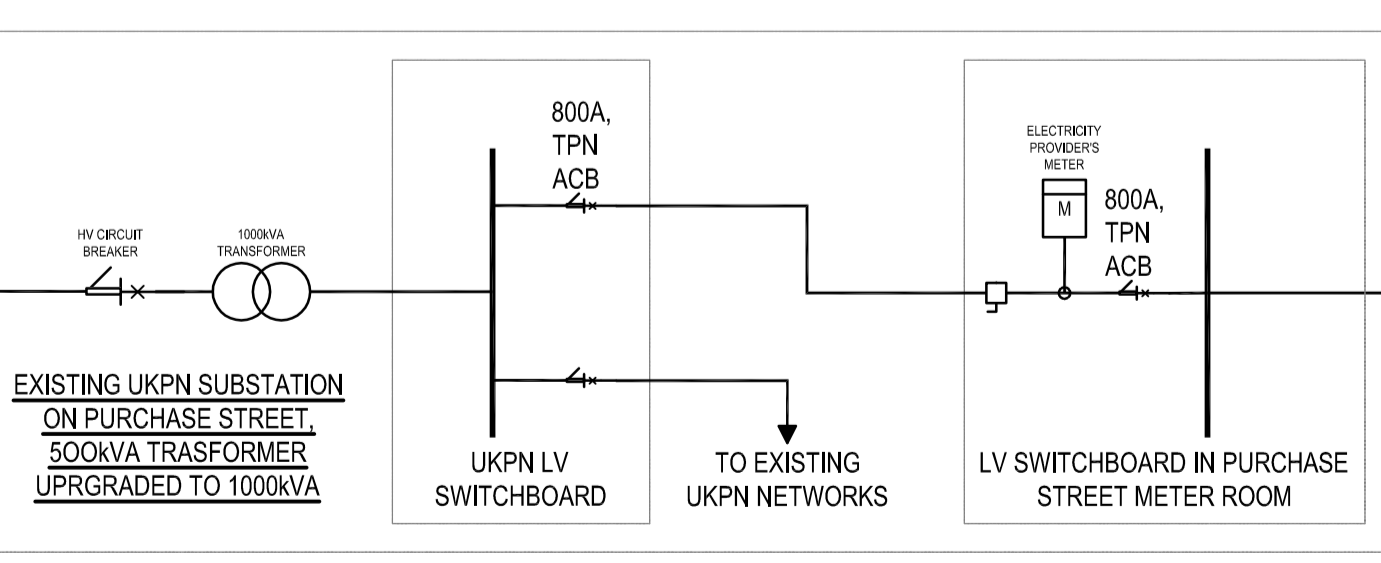 HV CIRCUIT
BREAKER
1000kVA
TRANSFORMER
EXISTING UKPN SUBSTATION
ON PURCHASE STREET,
5OOkVA TRASFORMER
UPRGRADED TO 1000kVA
800A,
TPN
ACB
UKPN LV
SWITCHBOARD
TO EXISTING
UKPN NETWORKS
ELECTRICITY
PROVIDER'S
METER
M
800A,
TPN
ACB
LV SWITCHBOARD IN PURCHASE
STREET METER ROOM